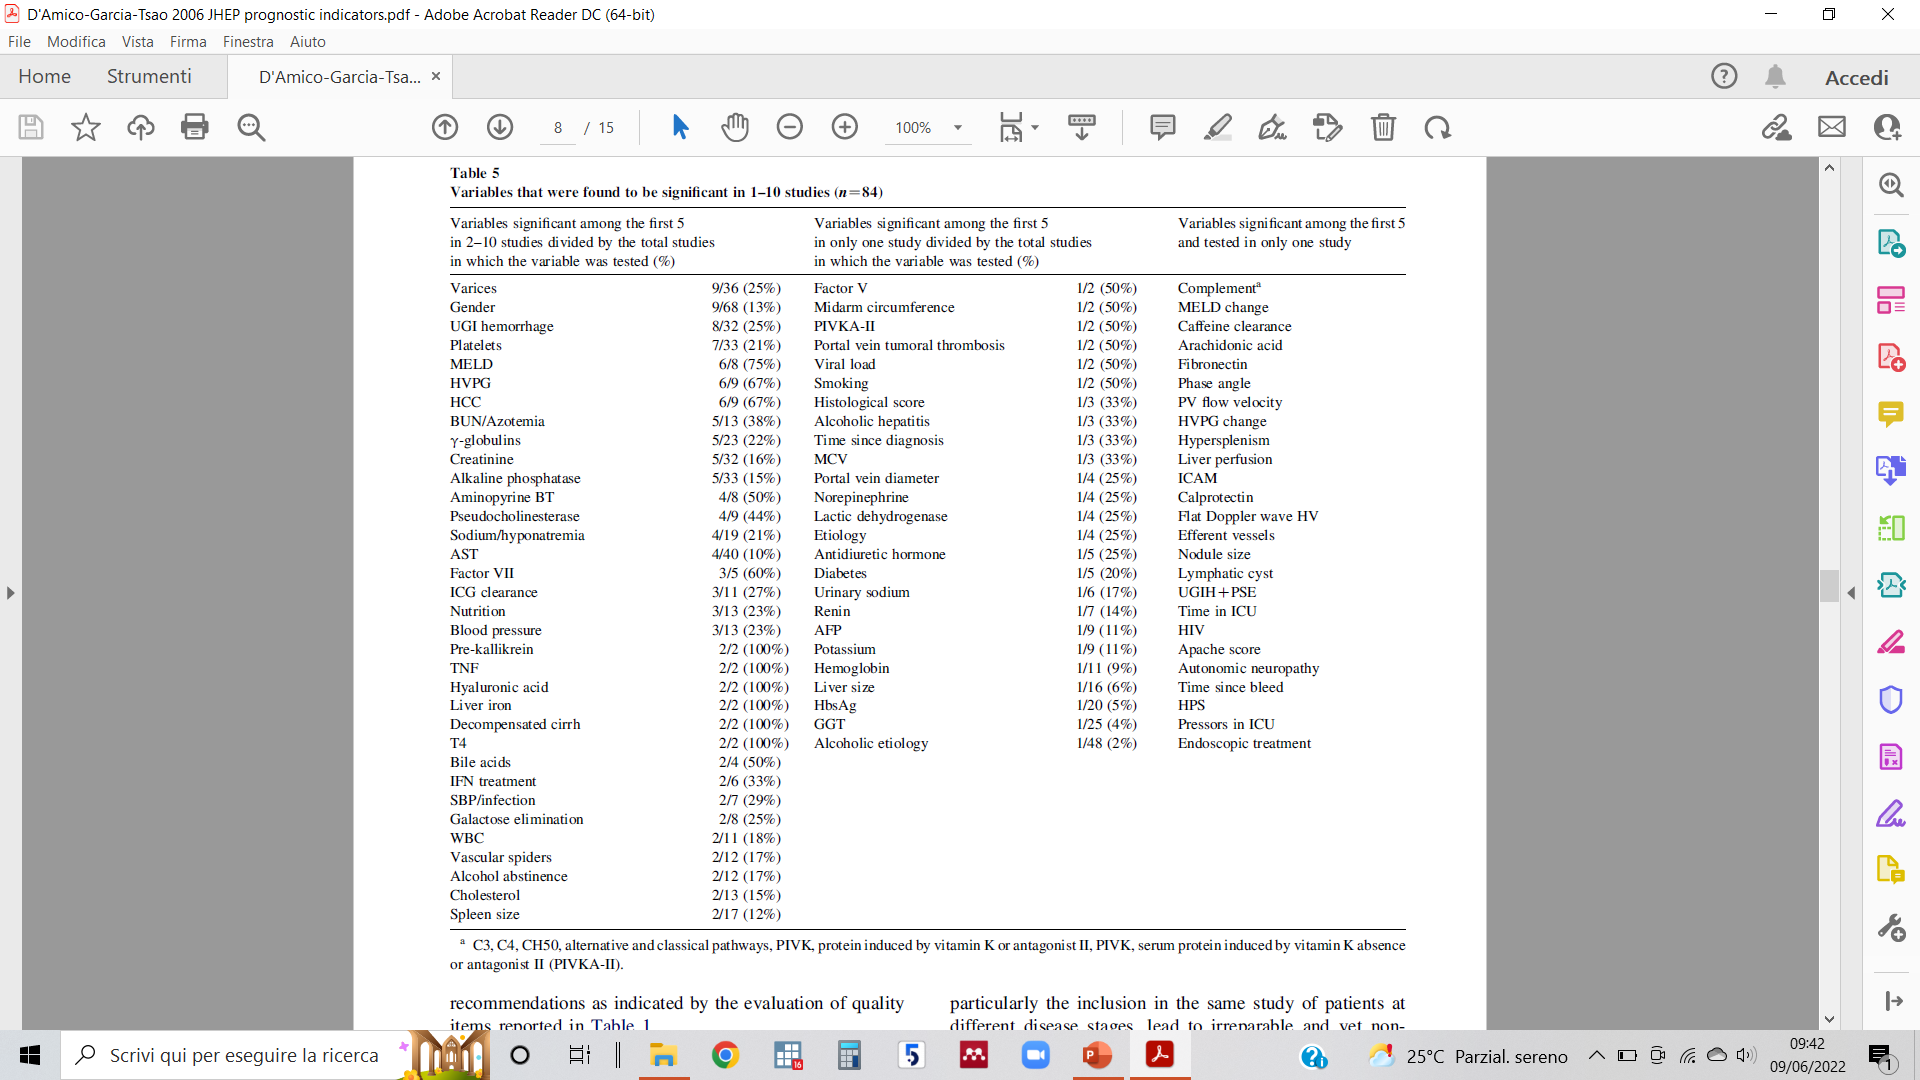 D'Amico-Garcia-Tsao 2006 JHEP prognostic indicators.pdf - Adobe Acrobat Reader DC (64-bit)
File Modifica Vista Firma Finestra Aiuto
Home Strumenti D'Amico-Garcia-Tsa... × Accedi
8 / 15 100%
Table 5
Variables that were found to be significant in 1–10 studies (n=84)
Variables significant among the first 5 Variables significant among the first 5 Variables significant among the first 5
in 2–10 studies divided by the total studies in only one study divided by the total studies and tested in only one study
in which the variable was tested (%) in which the variable was tested (%)
Varices 9/36 (25%) Factor V 1/2 (50%) Complementᵃ
Gender 9/68 (13%) Midarm circumference 1/2 (50%) MELD change
UGI hemorrhage 8/32 (25%) PIVKA-II 1/2 (50%) Caffeine clearance
Platelets 7/33 (21%) Portal vein tumoral thrombosis 1/2 (50%) Arachidonic acid
MELD 6/8 (75%) Viral load 1/2 (50%) Fibronectin
HVPG 6/9 (67%) Smoking 1/2 (50%) Phase angle
HCC 6/9 (67%) Histological score 1/3 (33%) PV flow velocity
BUN/Azotemia 5/13 (38%) Alcoholic hepatitis 1/3 (33%) HVPG change
γ-globulins 5/23 (22%) Time since diagnosis 1/3 (33%) Hypersplenism
Creatinine 5/32 (16%) MCV 1/3 (33%) Liver perfusion
Alkaline phosphatase 5/33 (15%) Portal vein diameter 1/4 (25%) ICAM
Aminopyrine BT 4/8 (50%) Norepinephrine 1/4 (25%) Calprotectin
Pseudocholinesterase 4/9 (44%) Lactic dehydrogenase 1/4 (25%) Flat Doppler wave HV
Sodium/hyponatremia 4/19 (21%) Etiology 1/4 (25%) Efferent vessels
AST 4/40 (10%) Antidiuretic hormone 1/5 (25%) Nodule size
Factor VII 3/5 (60%) Diabetes 1/5 (20%) Lymphatic cyst
ICG clearance 3/11 (27%) Urinary sodium 1/6 (17%) UGIH+PSE
Nutrition 3/13 (23%) Renin 1/7 (14%) Time in ICU
Blood pressure 3/13 (23%) AFP 1/9 (11%) HIV
Pre-kallikrein 2/2 (100%) Potassium 1/9 (11%) Apache score
TNF 2/2 (100%) Hemoglobin 1/11 (9%) Autonomic neuropathy
Hyaluronic acid 2/2 (100%) Liver size 1/16 (6%) Time since bleed
Liver iron 2/2 (100%) HbsAg 1/20 (5%) HPS
Decompensated cirrh 2/2 (100%) GGT 1/25 (4%) Pressors in ICU
T4 2/2 (100%) Alcoholic etiology 1/48 (2%) Endoscopic treatment
Bile acids 2/4 (50%)
IFN treatment 2/6 (33%)
SBP/infection 2/7 (29%)
Galactose elimination 2/8 (25%)
WBC 2/11 (18%)
Vascular spiders 2/12 (17%)
Alcohol abstinence 2/12 (17%)
Cholesterol 2/13 (15%)
Spleen size 2/17 (12%)
ᵃ C3, C4, CH50, alternative and classical pathways, PIVK, protein induced by vitamin K or antagonist II, PIVK, serum protein induced by vitamin K absence
or antagonist II (PIVKA-II).
recommendations as indicated by the evaluation of quality
items reported in Table 1
particularly the inclusion in the same study of patients at
different disease stages, lead to irreparable and yet non-
Scrivi qui per eseguire la ricerca
16
5
P
25°C Parzial. sereno
09:42
09/06/2022
1